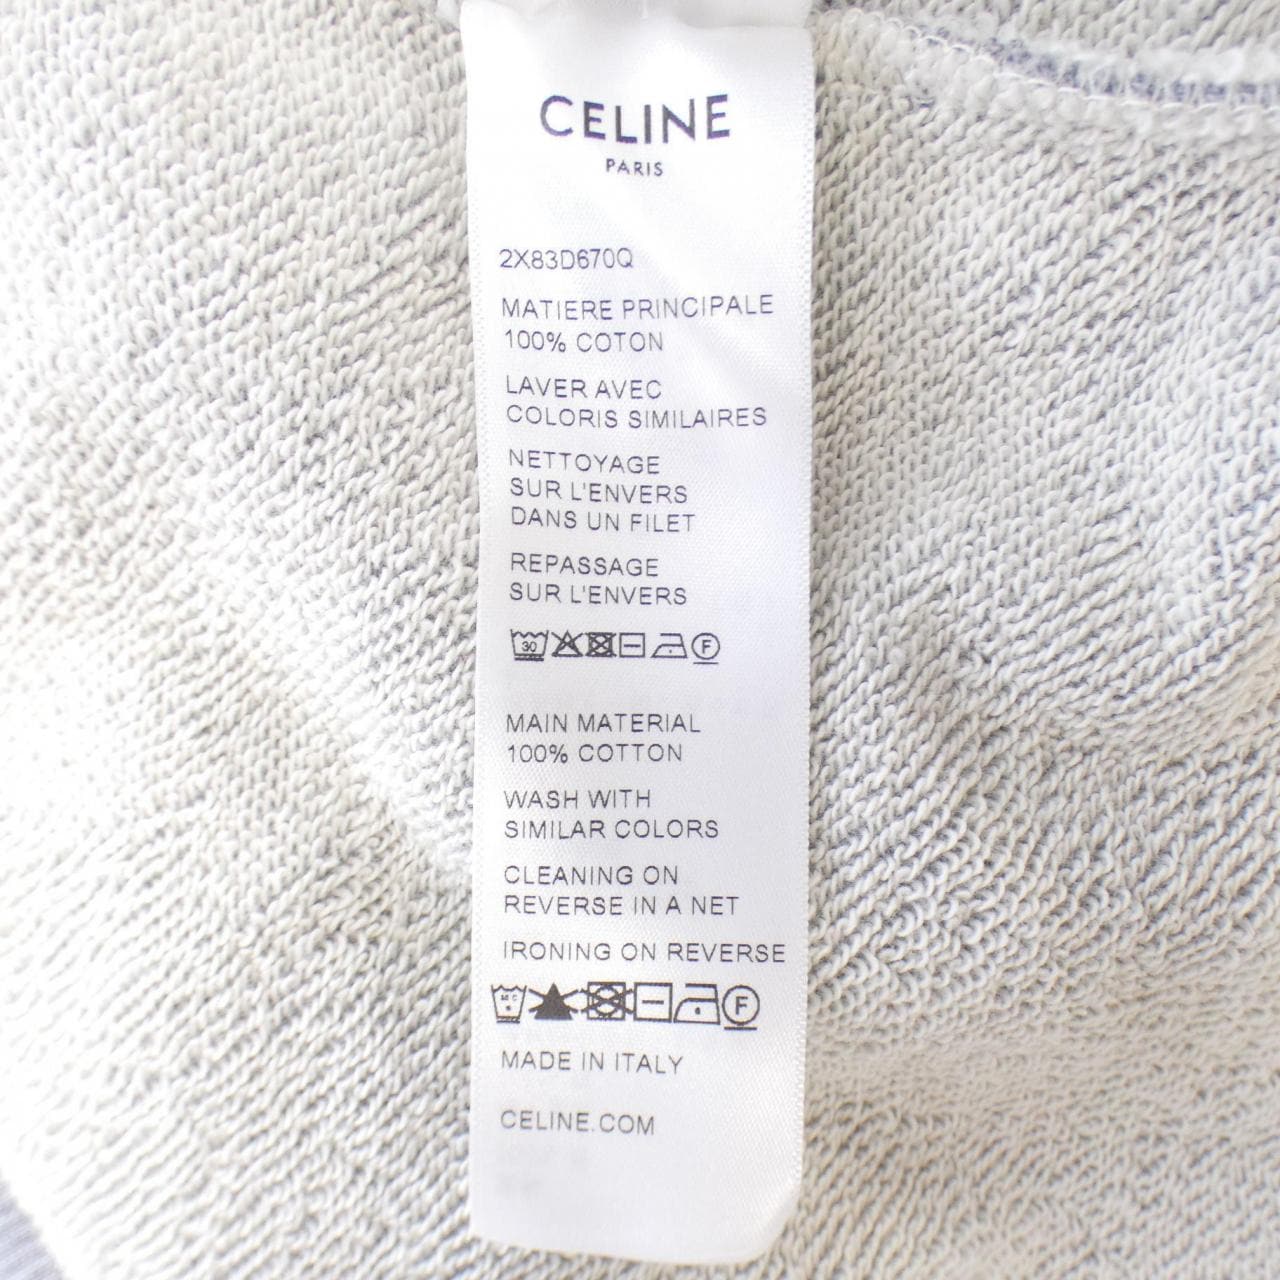 CELINE
PARIS
2X83D670Q
MATIERE PRINCIPALE
100% COTON
LAVER AVEC
COLORIS SIMILAIRES
NETTOYAGE
SUR L'ENVERS
DANS UN FILET
REPASSAGE
SUR L'ENVERS
30 F
MAIN MATERIAL
100% COTTON
WASH WITH
SIMILAR COLORS
CLEANING ON
REVERSE IN A NET
IRONING ON REVERSE
F
MADE IN ITALY
CELINE.COM